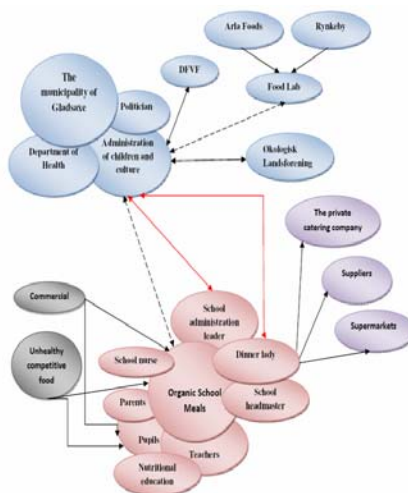 Arla Foods
Rynkeby
The
municipality of
Gladsaxe
DFVF
Food Lab
Politician
Department of
Health
Administration
of children and
culture
Økologisk
Landsforening
The private
catering company
Suppliers
Supermarkets
Commercial
Unhealthy
competitive
food
School
administration
leader
School nurse
Dinner lady
Organic School
Meals
Parents
School
headmaster
Pupils
Teachers
Nutritional
education